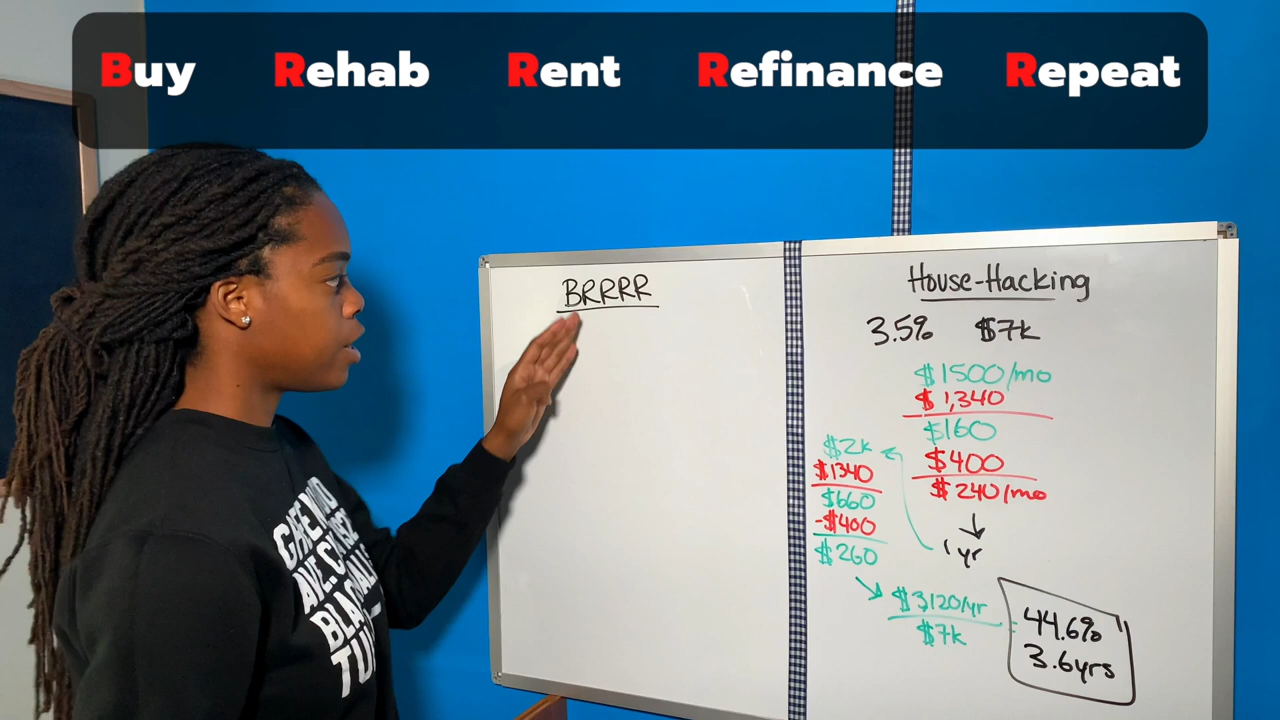 Buy Rehab Rent Refinance Repeat
BRRRR
House-Hacking
3.5% $7k
$1500/mo
$1,340
$160
$400
$240/mo
1 yr
$2k
$1340
$660
-$400
$260
$3120/yr
$7k
44.6%
3.6yrs